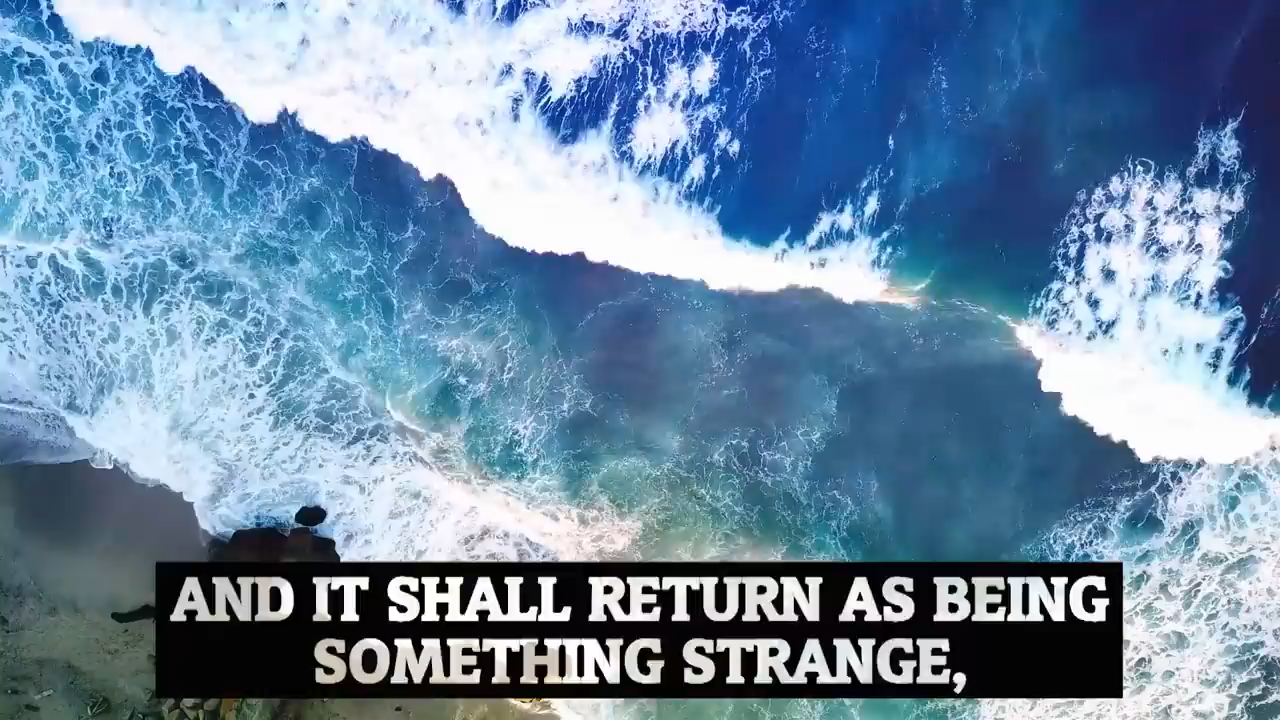 AND IT SHALL RETURN AS BEING
SOMETHING STRANGE,